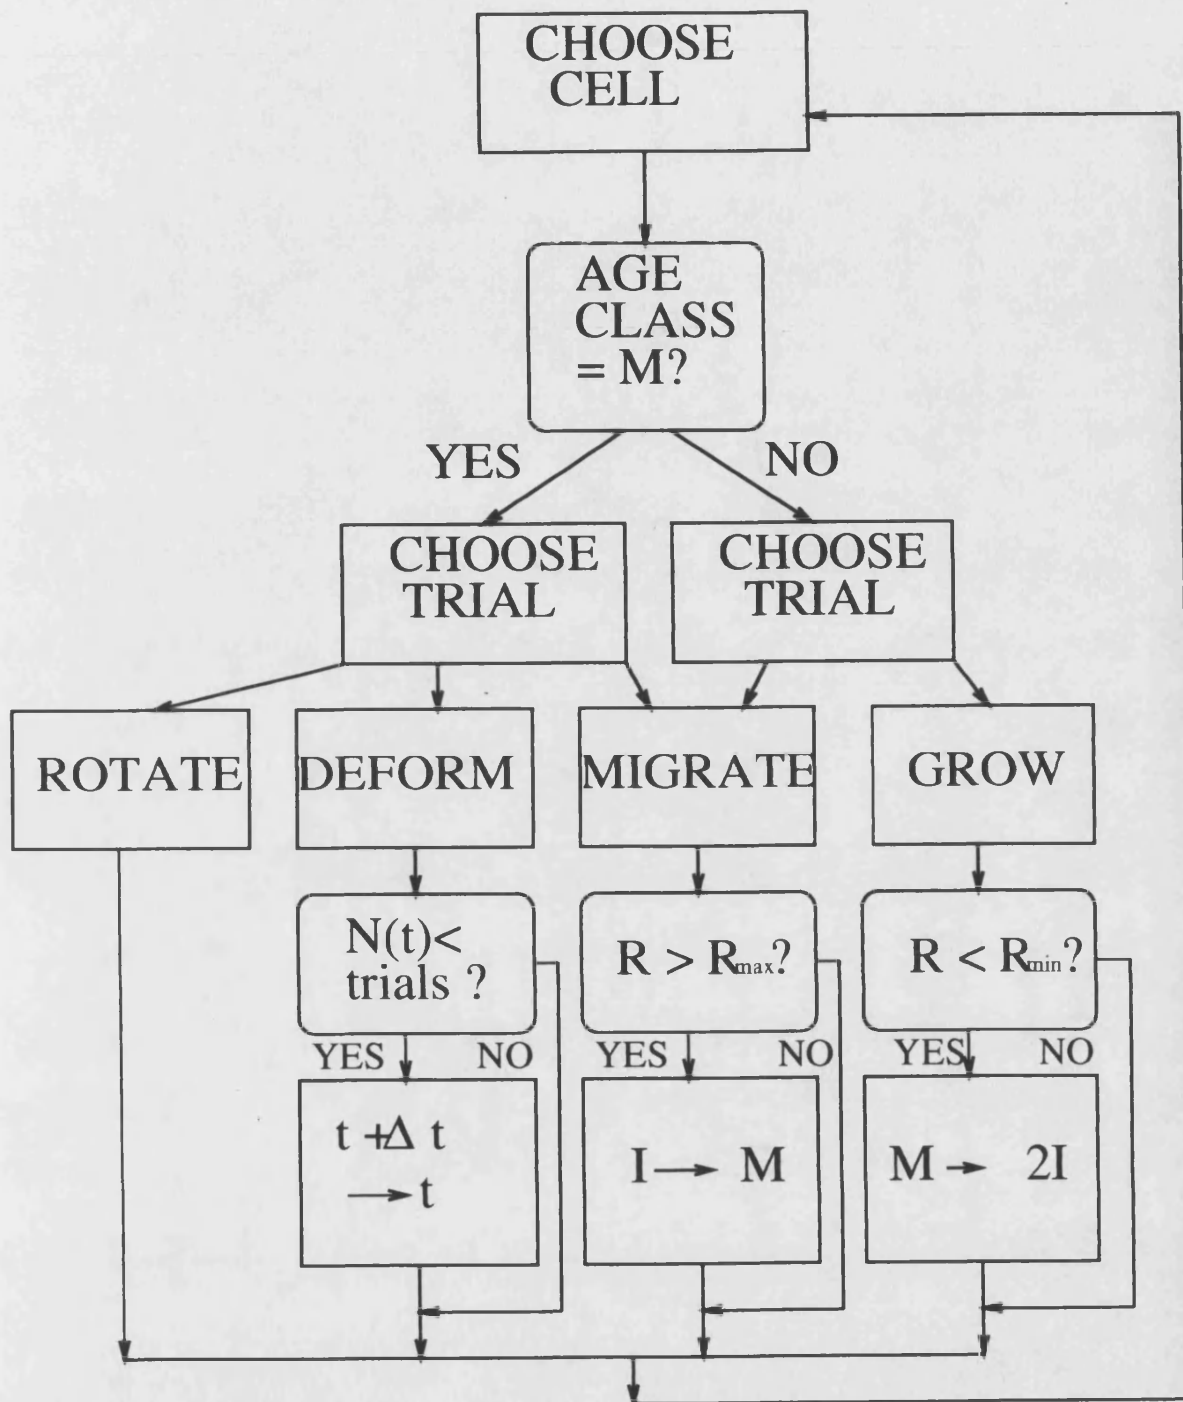 CHOOSE
CELL
AGE
CLASS
= M?
YES
NO
CHOOSE
TRIAL
CHOOSE
TRIAL
ROTATE
DEFORM
MIGRATE
GROW
N(t)<
trials ?
R > Rmax?
R < Rmin?
YES
NO
YES
NO
YES
NO
t +Δ t
→ t
I → M
M → 2I